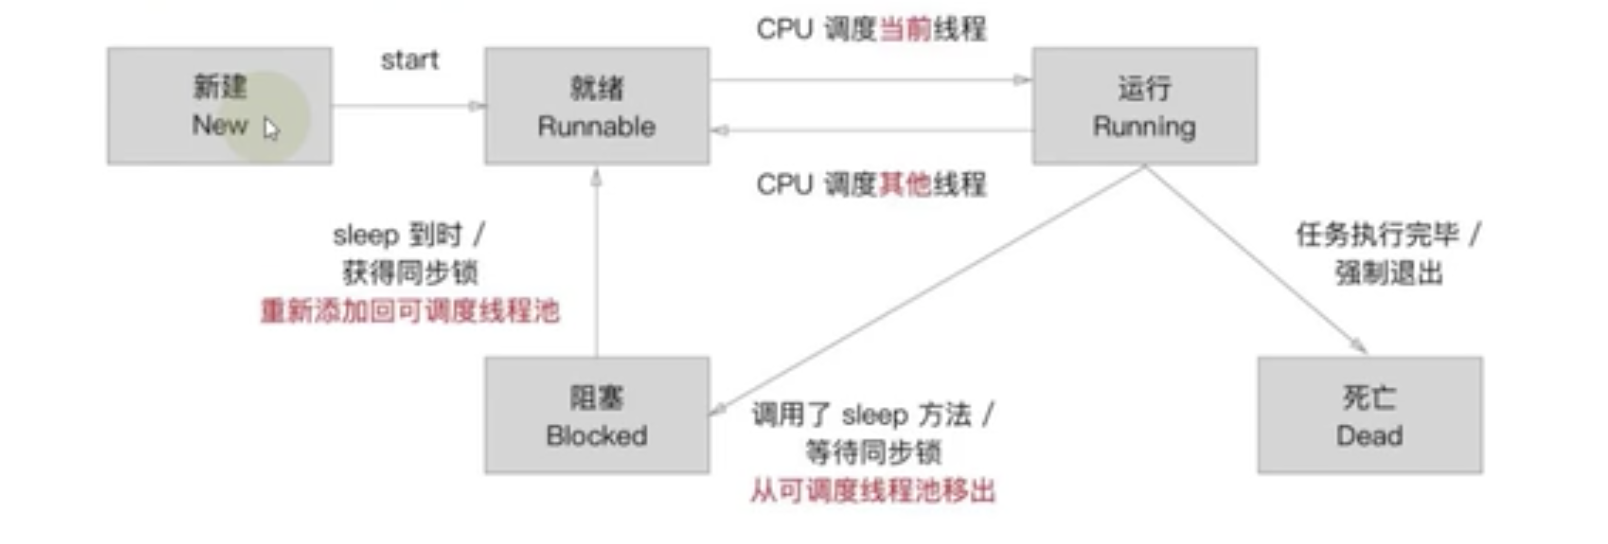 CPU 调度当前线程
新建
New
start
就绪
Runnable
运行
Running
CPU 调度其他线程
sleep 到时 /
获得同步锁
重新添加回可调度线程池
任务执行完毕 /
强制退出
阻塞
Blocked
调用了 sleep 方法 /
等待同步锁
从可调度线程池移出
死亡
Dead